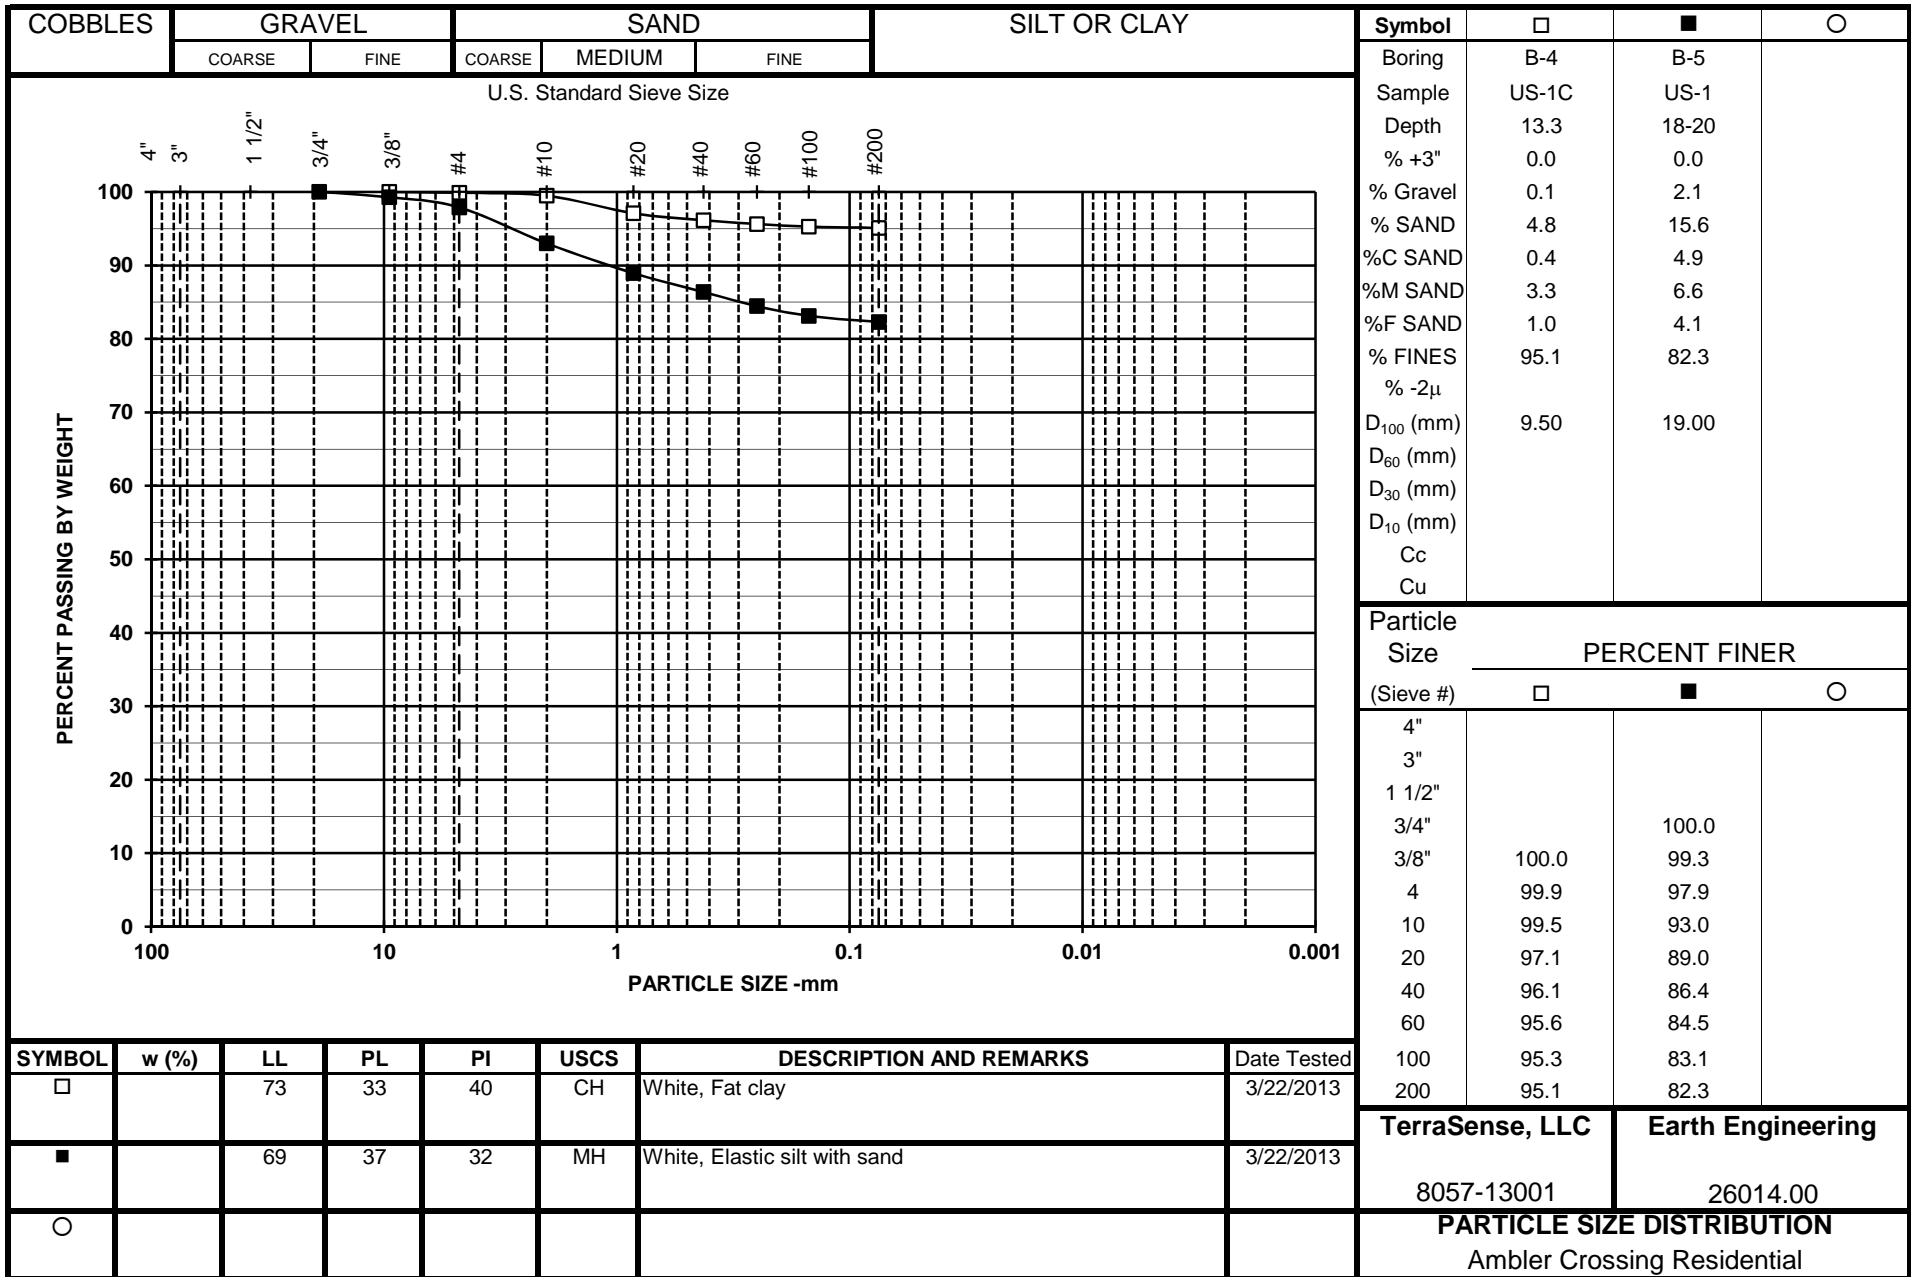 COBBLES GRAVEL SAND SILT OR CLAY
COARSE FINE COARSE MEDIUM FINE
U.S. Standard Sieve Size
4" 3" 1 1/2" 3/4" 3/8" #4 #10 #20 #40 #60 #100 #200
PERCENT PASSING BY WEIGHT
100
90
80
70
60
50
40
30
20
10
0
100 10 1 0.1 0.01 0.001
PARTICLE SIZE -mm
Symbol □ ■ ○
Boring B-4 B-5
Sample US-1C US-1
Depth 13.3 18-20
% +3" 0.0 0.0
% Gravel 0.1 2.1
% SAND 4.8 15.6
%C SAND 0.4 4.9
%M SAND 3.3 6.6
%F SAND 1.0 4.1
% FINES 95.1 82.3
% -2μ
D100 (mm) 9.50 19.00
D60 (mm)
D30 (mm)
D10 (mm)
Cc
Cu
Particle
Size PERCENT FINER
(Sieve #) □ ■ ○
4"
3"
1 1/2"
3/4" 100.0
3/8" 100.0 99.3
4 99.9 97.9
10 99.5 93.0
20 97.1 89.0
40 96.1 86.4
60 95.6 84.5
100 95.3 83.1
200 95.1 82.3
SYMBOL w (%) LL PL PI USCS DESCRIPTION AND REMARKS Date Tested
□ 73 33 40 CH White, Fat clay 3/22/2013
■ 69 37 32 MH White, Elastic silt with sand 3/22/2013
○
TerraSense, LLC Earth Engineering
8057-13001 26014.00
PARTICLE SIZE DISTRIBUTION
Ambler Crossing Residential